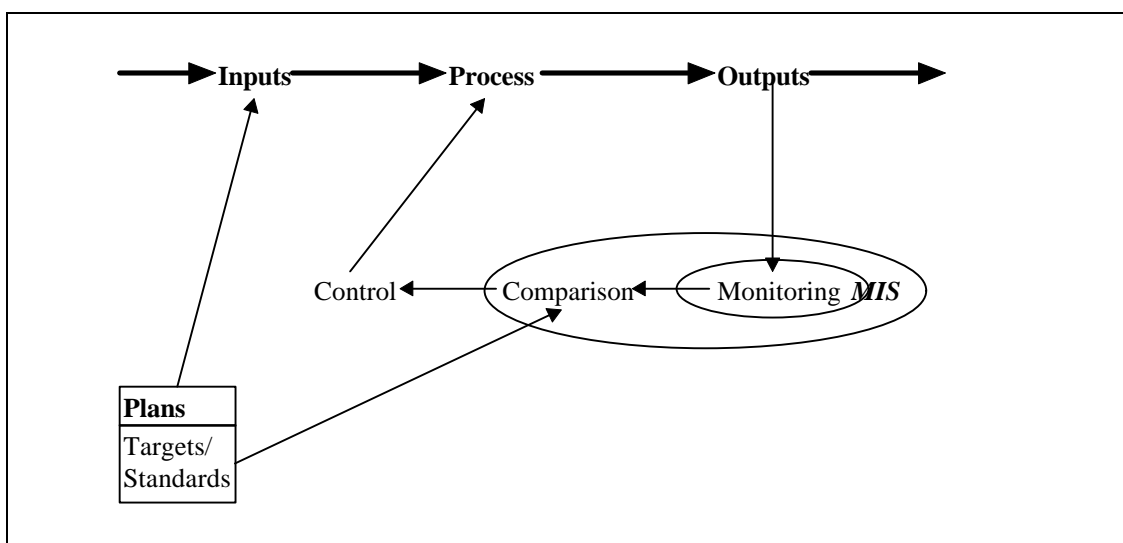 Inputs Process Outputs
Control Comparison Monitoring MIS
Plans
Targets/
Standards